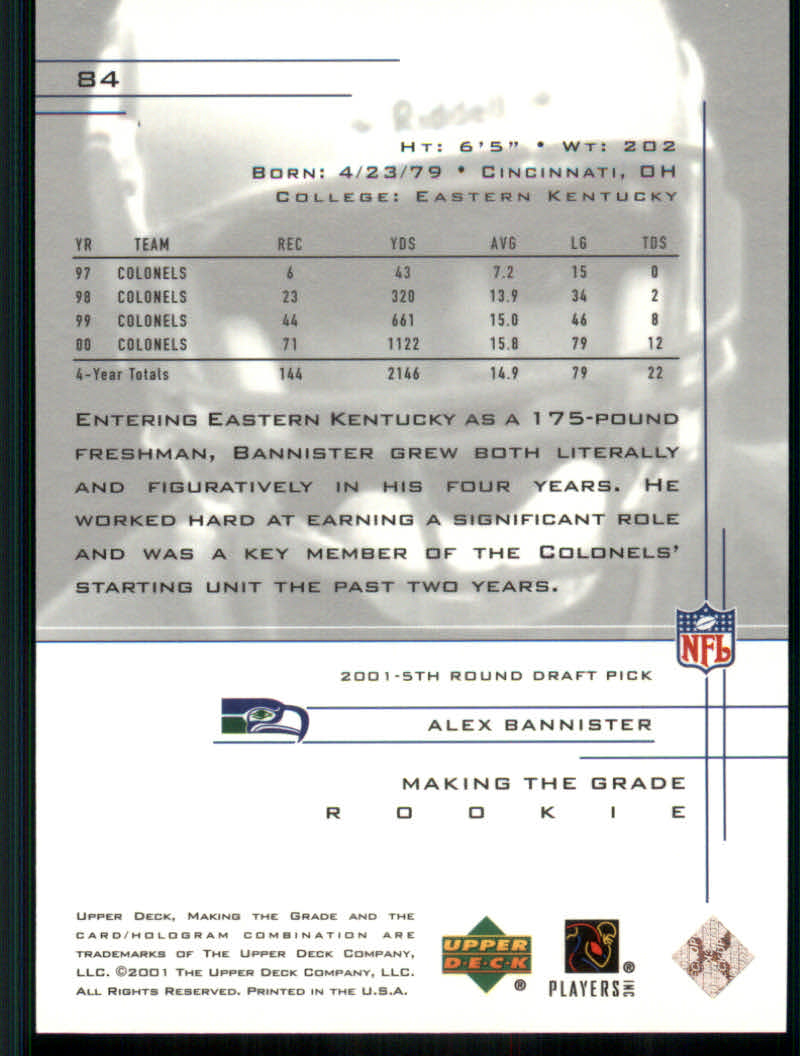 84
Riddell
Ht: 6'5" • Wt: 202
Born: 4/23/79 • Cincinnati, OH
College: Eastern Kentucky
YR TEAM REC YDS AVG LG TDS
97 COLONELS 6 43 7.2 15 0
98 COLONELS 23 320 13.9 34 2
99 COLONELS 44 661 15.0 46 8
00 COLONELS 71 1122 15.8 79 12
4-Year Totals 144 2146 14.9 79 22
Entering Eastern Kentucky as a 175-pound
freshman, Bannister grew both literally
and figuratively in his four years. He
worked hard at earning a significant role
and was a key member of the Colonels'
starting unit the past two years.
NFL
2001-5TH ROUND DRAFT PICK
ALEX BANNISTER
MAKING THE GRADE
ROOKIE
Upper Deck, Making the Grade and the
card/hologram combination are
trademarks of The Upper Deck Company,
LLC. ©2001 The Upper Deck Company, LLC.
All Rights Reserved. Printed in the U.S.A.
UPPER
D•E•C•K
®
PLAYERS INC
®